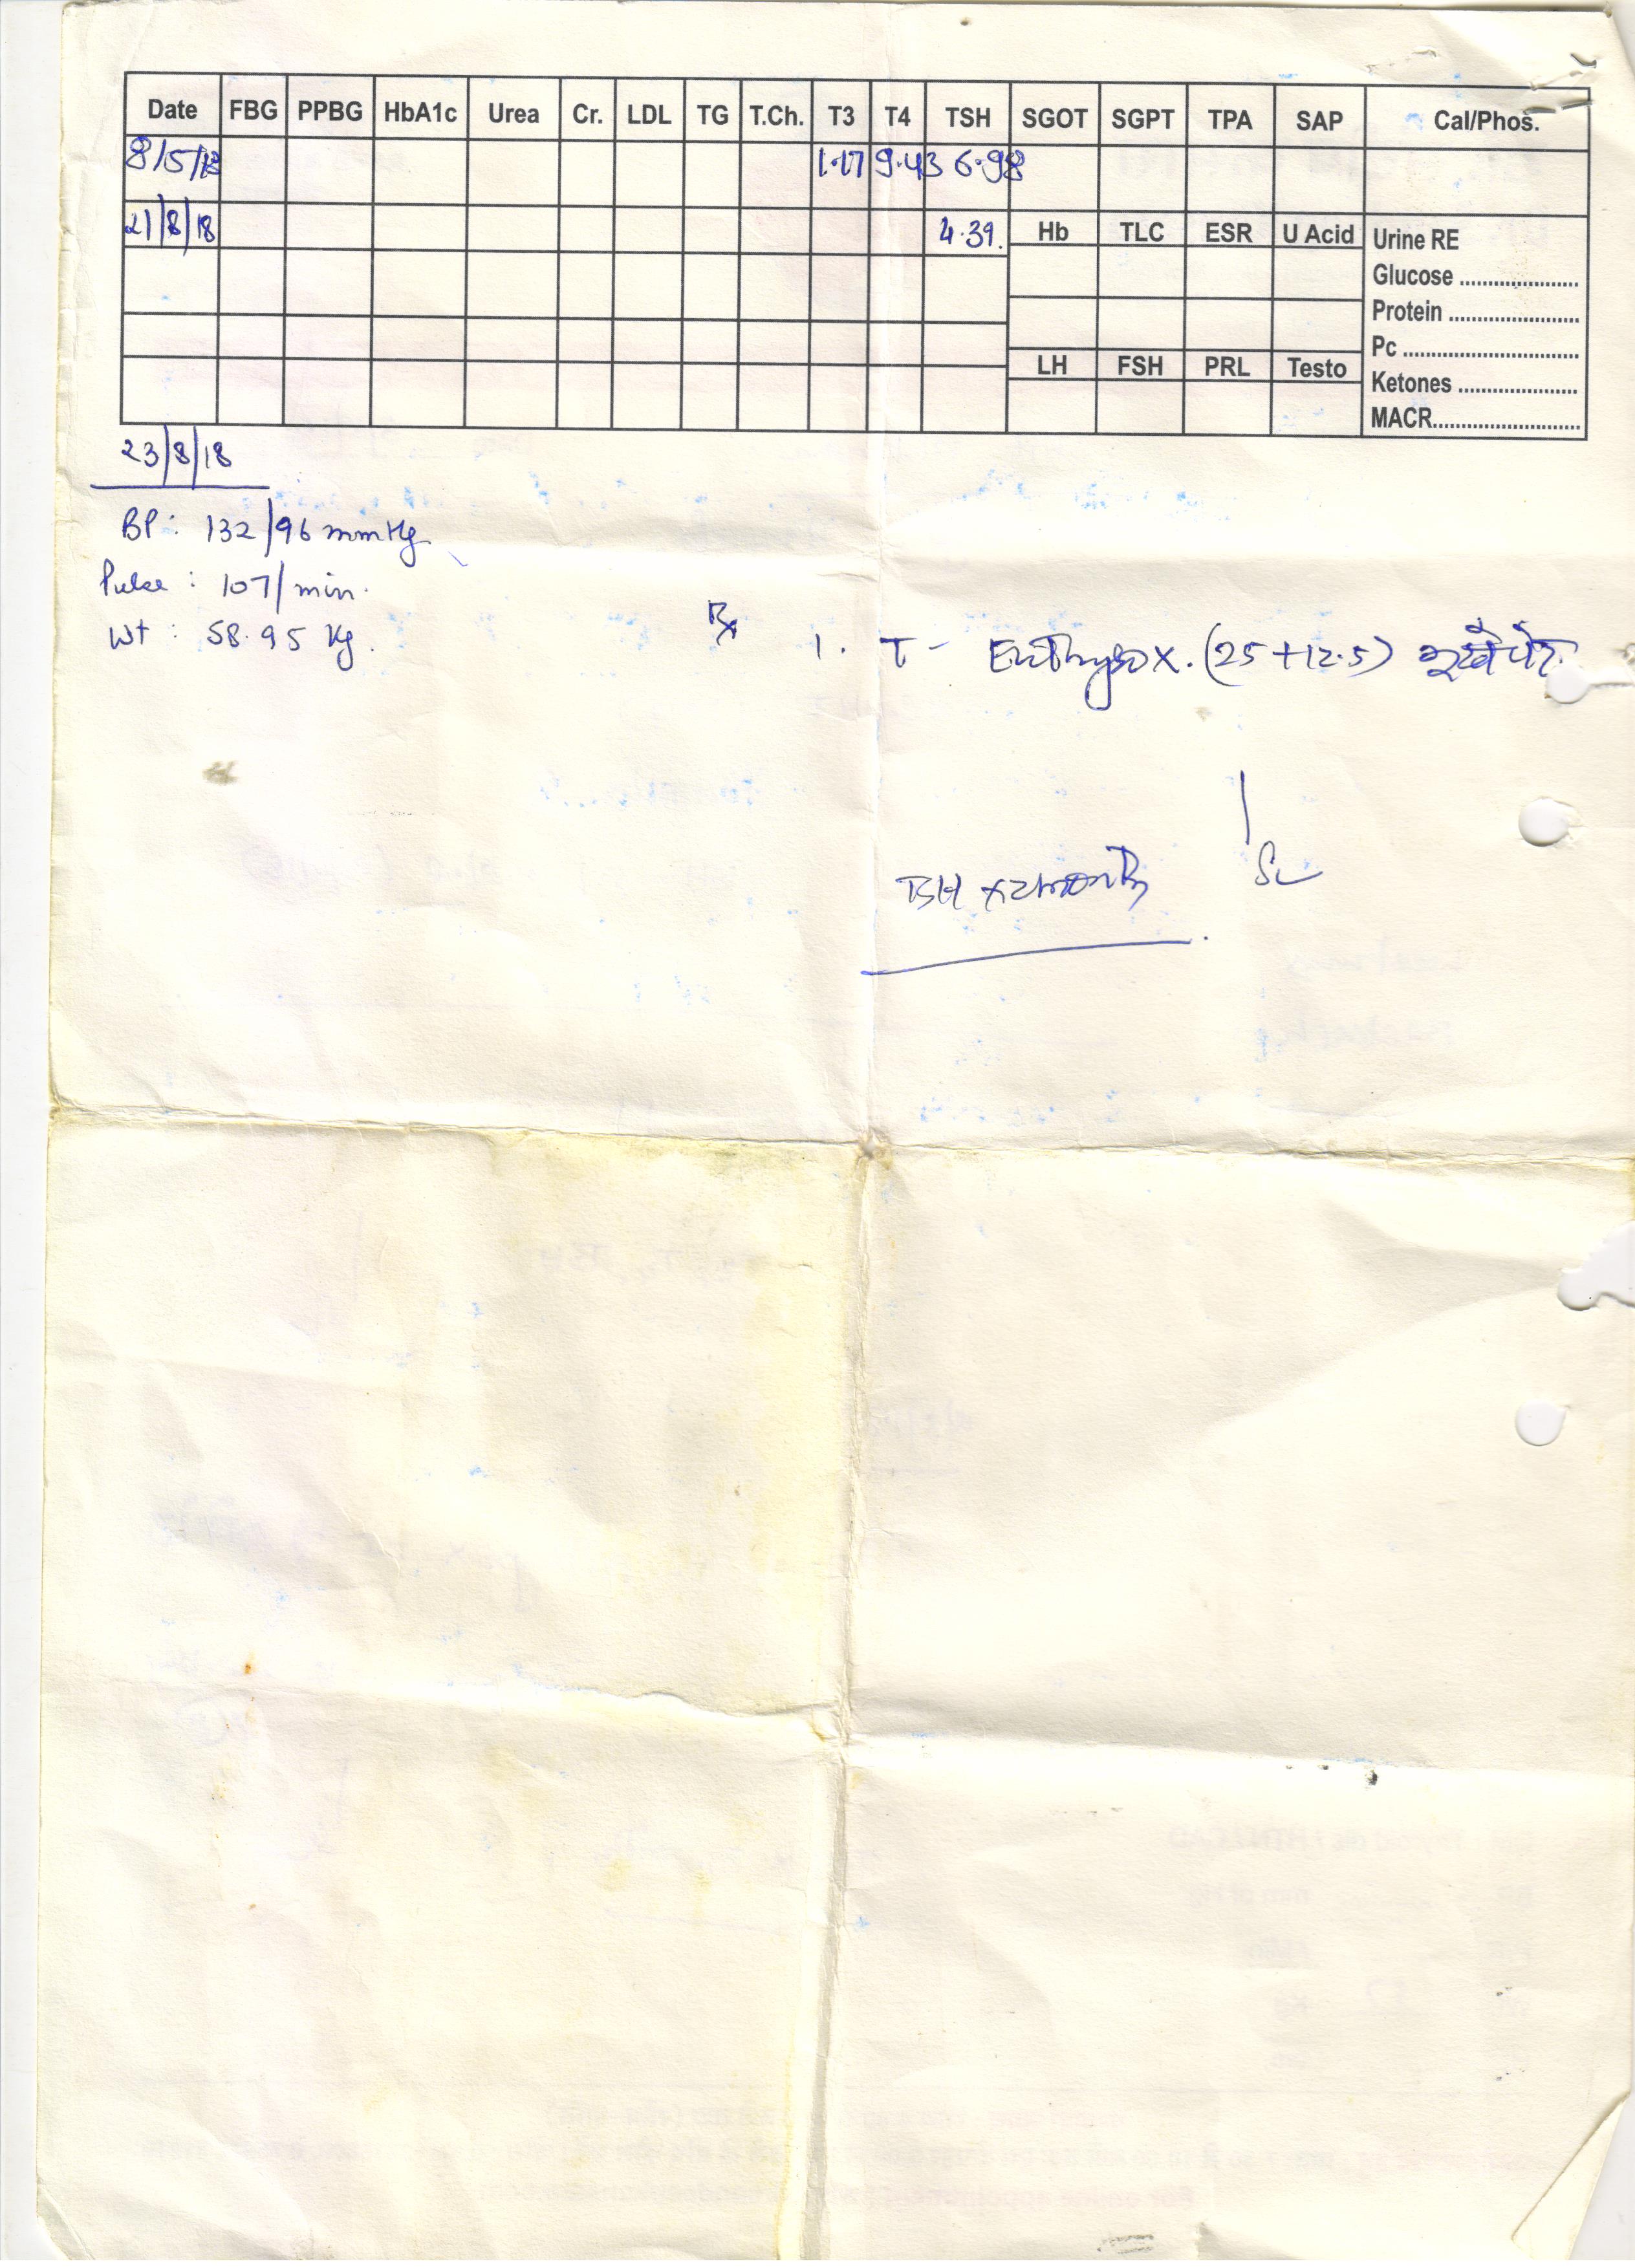 Date FBG PPBG HbA1c Urea Cr. LDL TG T.Ch. T3 T4 TSH SGOT SGPT TPA SAP Cal/Phos.
8/5/18 1.17 9.43 6.98
21/8/18 4.39. Hb TLC ESR U Acid Urine RE
Glucose
Protein
Pc
LH FSH PRL Testo
Ketones
MACR
23/8/18
BP: 132/96 mmHg
Pulse : 107/min.
Wt : 58.95 Kg.
Rx
1. T- Euthyrox. (25+12.5) भूखे पेट
TSH x 2 month